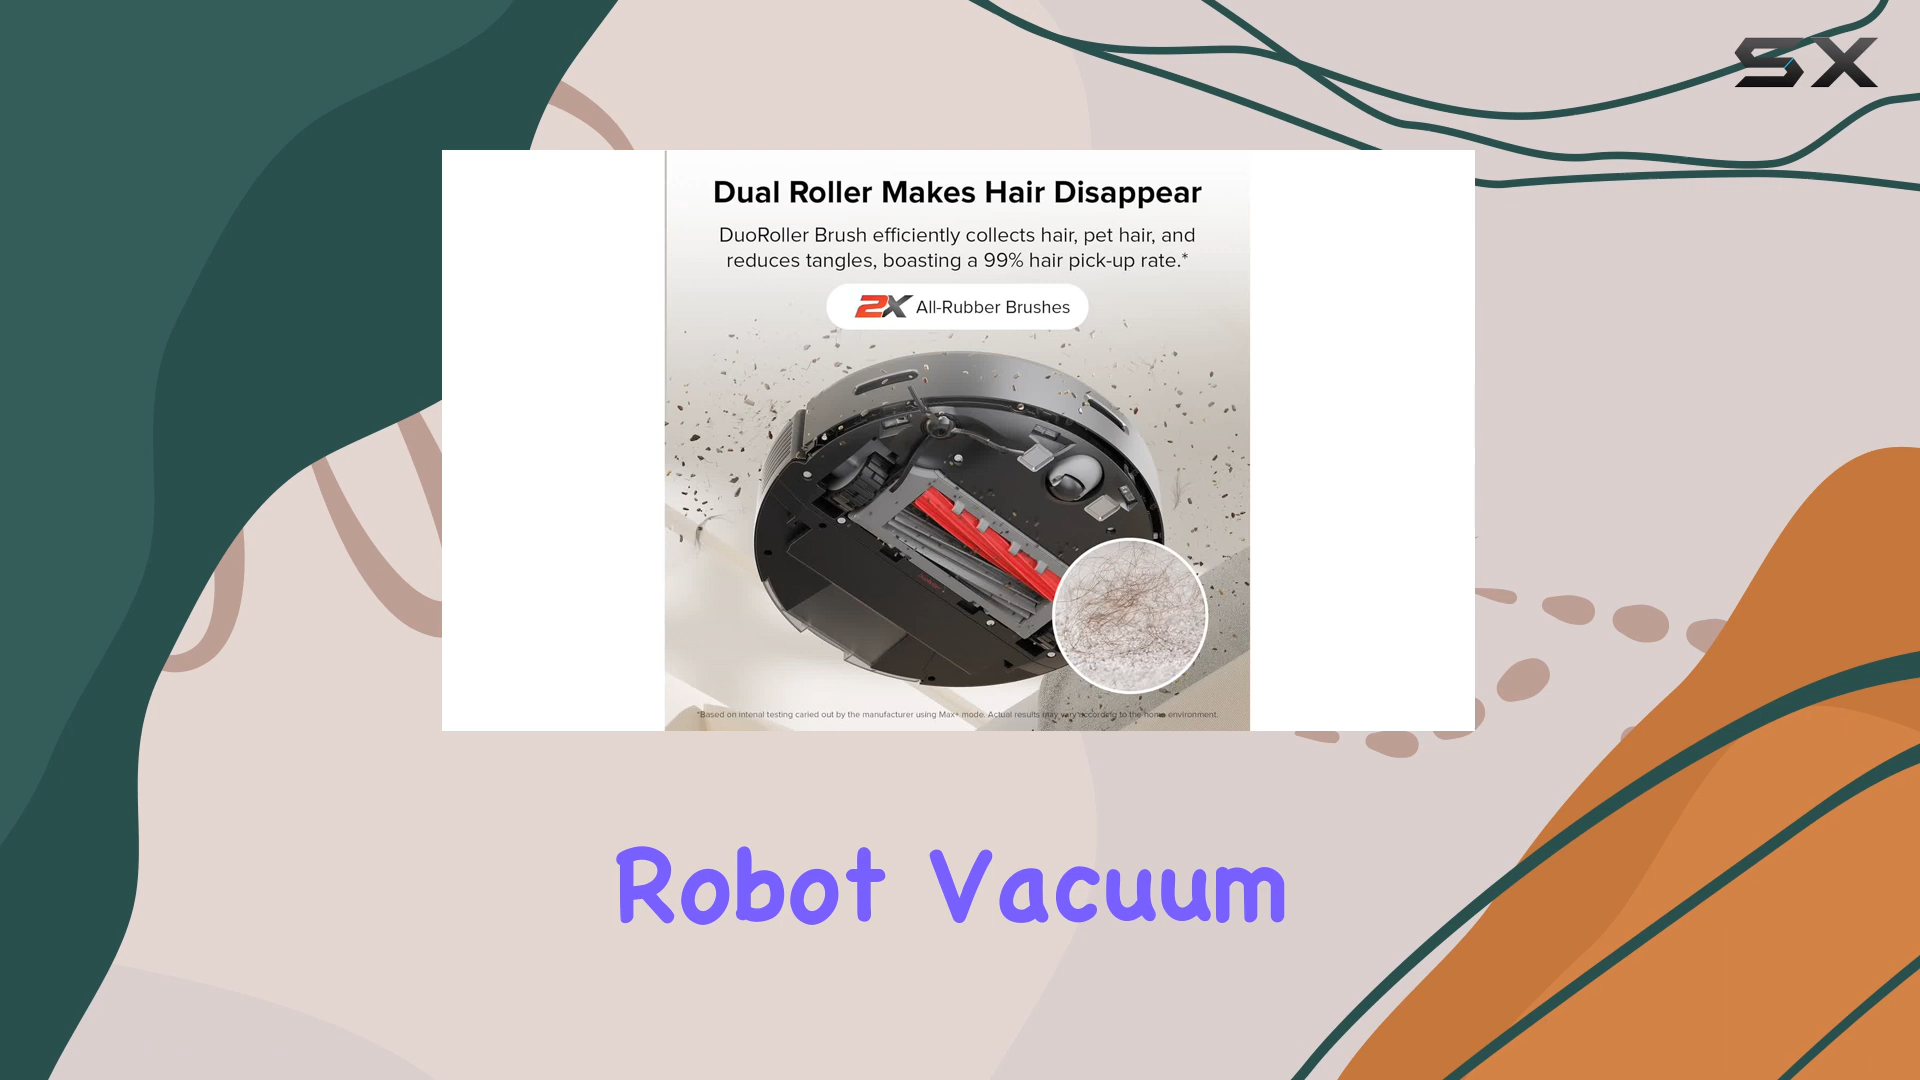 SX
Dual Roller Makes Hair Disappear
DuoRoller Brush efficiently collects hair, pet hair, and
reduces tangles, boasting a 99% hair pick-up rate.*
2X All-Rubber Brushes
*Based on intenal testing caried out by the manufacturer using Max+ mode. Actual results may vary according to the home environment.
Robot Vacuum